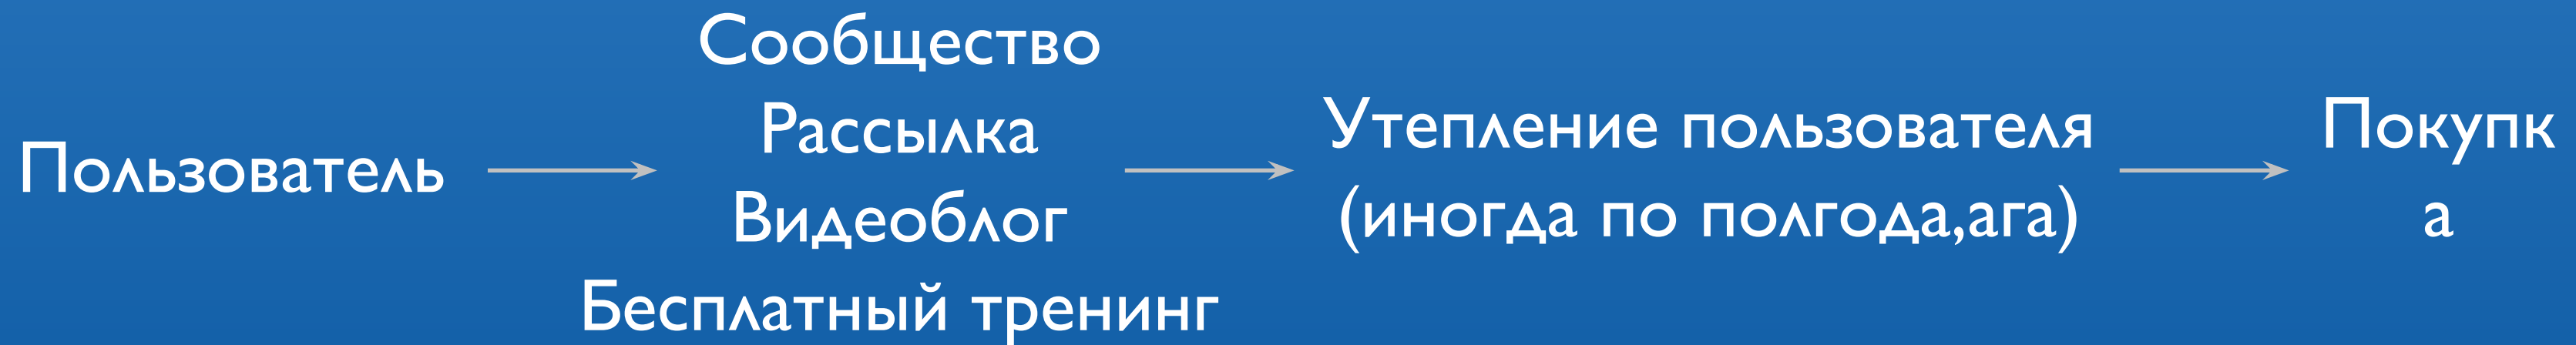 Пользователь
Сообщество
Рассылка
Видеоблог
Бесплатный тренинг
Утепление пользователя
(иногда по полгода,ага)
Покупк
а